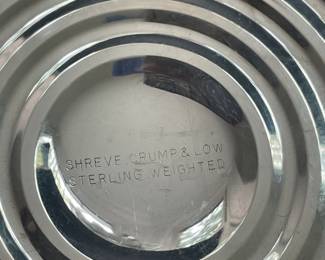 SHREVE CRUMP & LOW
STERLING WEIGHTED